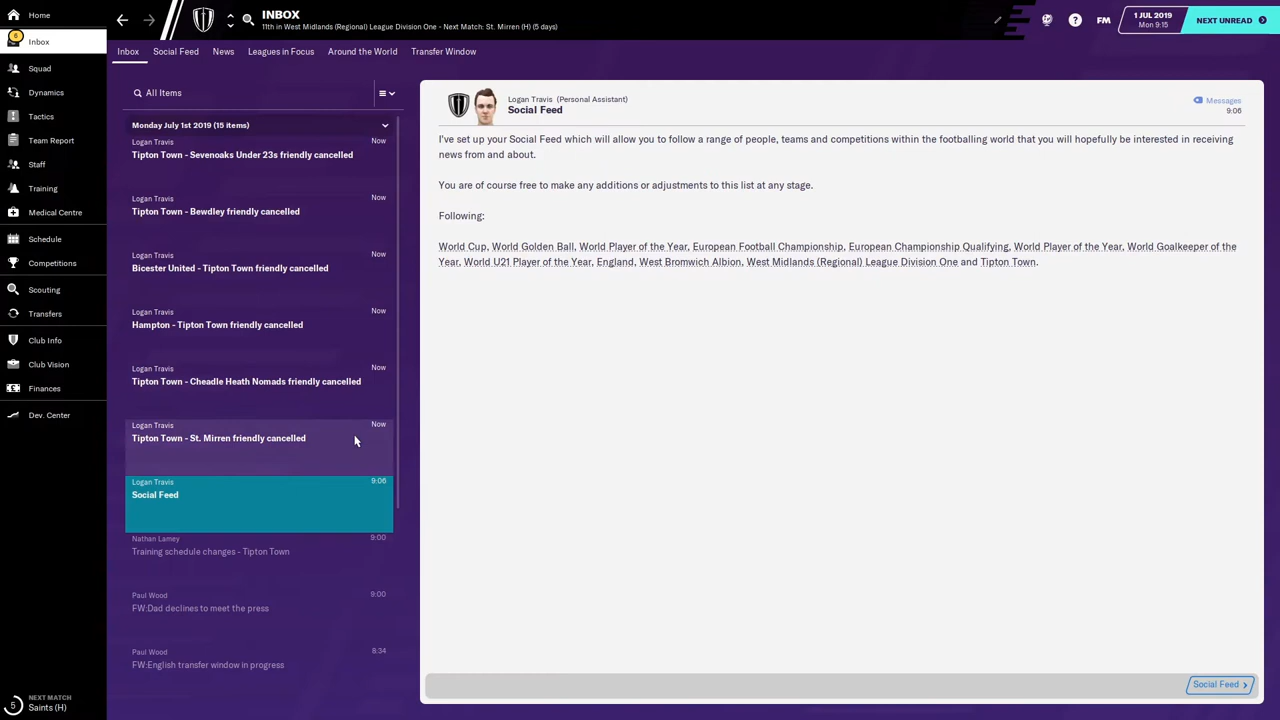 Home
Inbox
6
Squad
Dynamics
Tactics
Team Report
Staff
Training
Medical Centre
Schedule
Competitions
Scouting
Transfers
Club Info
Club Vision
Finances
Dev. Center
5
NEXT MATCH
Saints (H)
INBOX
11th in West Midlands (Regional) League Division One - Next Match: St. Mirren (H) (5 days)
?
FM
1 JUL 2019
Mon 9:15
NEXT UNREAD
Inbox
Social Feed
News
Leagues in Focus
Around the World
Transfer Window
All Items
Monday July 1st 2019 (15 items)
Logan Travis
Now
Tipton Town - Sevenoaks Under 23s friendly cancelled
Logan Travis
Now
Tipton Town - Bewdley friendly cancelled
Logan Travis
Now
Bicester United - Tipton Town friendly cancelled
Logan Travis
Now
Hampton - Tipton Town friendly cancelled
Logan Travis
Now
Tipton Town - Cheadle Heath Nomads friendly cancelled
Logan Travis
Now
Tipton Town - St. Mirren friendly cancelled
Logan Travis
9:06
Social Feed
Nathan Lamey
9:00
Training schedule changes - Tipton Town
Paul Wood
9:00
FW:Dad declines to meet the press
Paul Wood
8:34
FW:English transfer window in progress
Logan Travis (Personal Assistant)
Social Feed
Messages
9:06
I've set up your Social Feed which will allow you to follow a range of people, teams and competitions within the footballing world that you will hopefully be interested in receiving
news from and about.
You are of course free to make any additions or adjustments to this list at any stage.
Following:
World Cup, World Golden Ball, World Player of the Year, European Football Championship, European Championship Qualifying, World Player of the Year, World Goalkeeper of the
Year, World U21 Player of the Year, England, West Bromwich Albion, West Midlands (Regional) League Division One and Tipton Town.
Social Feed